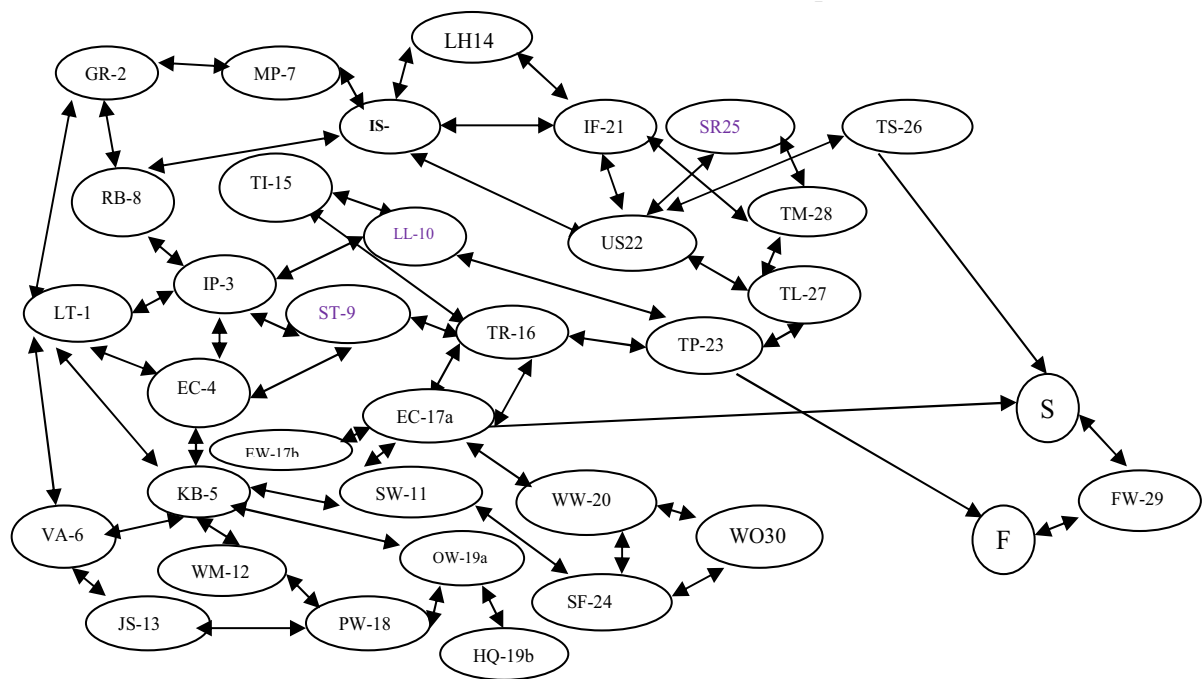 LH14
GR-2
MP-7
IS-
IF-21
SR25
TS-26
TI-15
RB-8
TM-28
LL-10
US22
IP-3
TL-27
LT-1
ST-9
TR-16
TP-23
EC-4
EC-17a
S
EW-17b
KB-5
SW-11
WW-20
FW-29
VA-6
WO30
F
OW-19a
WM-12
SF-24
JS-13
PW-18
HQ-19b